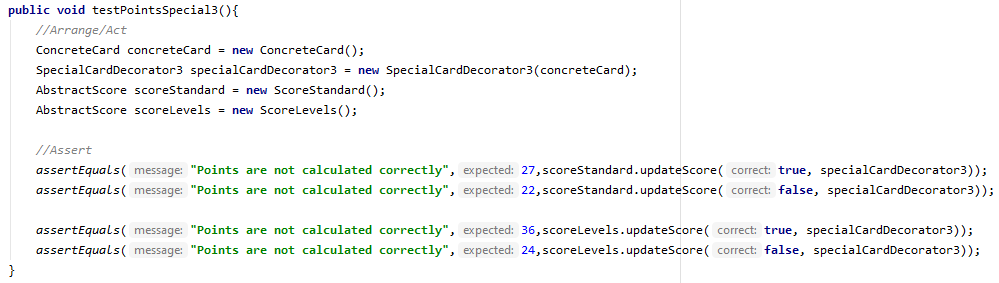 public void testPointsSpecial3(){
//Arrange/Act
ConcreteCard concreteCard = new ConcreteCard();
SpecialCardDecorator3 specialCardDecorator3 = new SpecialCardDecorator3(concreteCard);
AbstractScore scoreStandard = new ScoreStandard();
AbstractScore scoreLevels = new ScoreLevels();
//Assert
assertEquals( message: "Points are not calculated correctly", expected: 27,scoreStandard.updateScore( correct: true, specialCardDecorator3));
assertEquals( message: "Points are not calculated correctly", expected: 22,scoreStandard.updateScore( correct: false, specialCardDecorator3));
assertEquals( message: "Points are not calculated correctly", expected: 36,scoreLevels.updateScore( correct: true, specialCardDecorator3));
assertEquals( message: "Points are not calculated correctly", expected: 24,scoreLevels.updateScore( correct: false, specialCardDecorator3));
}